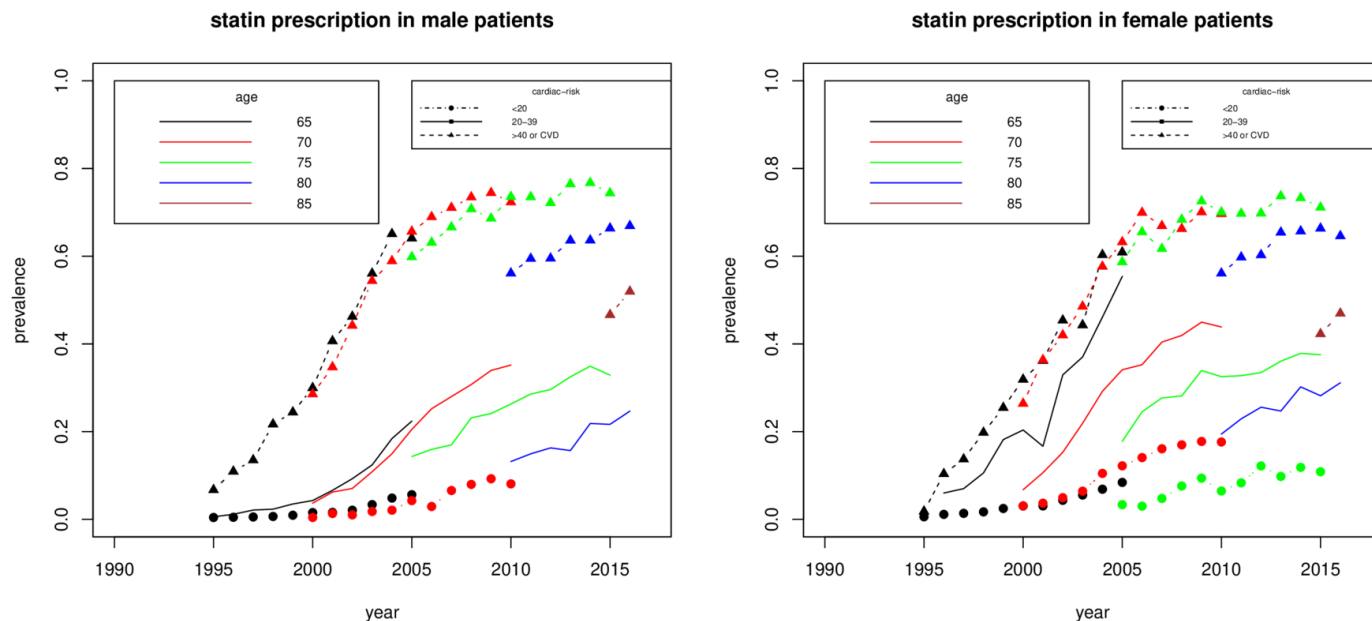 statin prescription in male patients
prevalence
0.0 0.2 0.4 0.6 0.8 1.0
age
65
70
75
80
85
cardiac−risk
<20
20−39
>40 or CVD
1990 1995 2000 2005 2010 2015
year
statin prescription in female patients
prevalence
0.0 0.2 0.4 0.6 0.8 1.0
age
65
70
75
80
85
cardiac−risk
<20
20−39
>40 or CVD
1990 1995 2000 2005 2010 2015
year